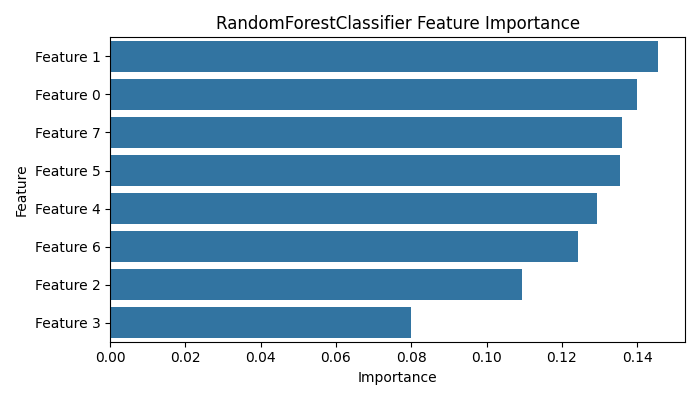 RandomForestClassifier Feature Importance
Feature 1
Feature 0
Feature 7
Feature 5
Feature 4
Feature 6
Feature 2
Feature 3
Feature
0.00 0.02 0.04 0.06 0.08 0.10 0.12 0.14
Importance